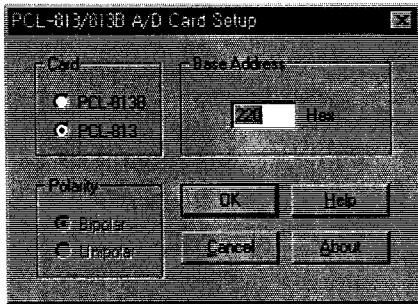 PCL-813/813B A/D Card Setup
Card
PCL-813B
PCL-813
Base Address
220 Hex
Polarity
Bipolar
Unipolar
OK
Help
Cancel
About